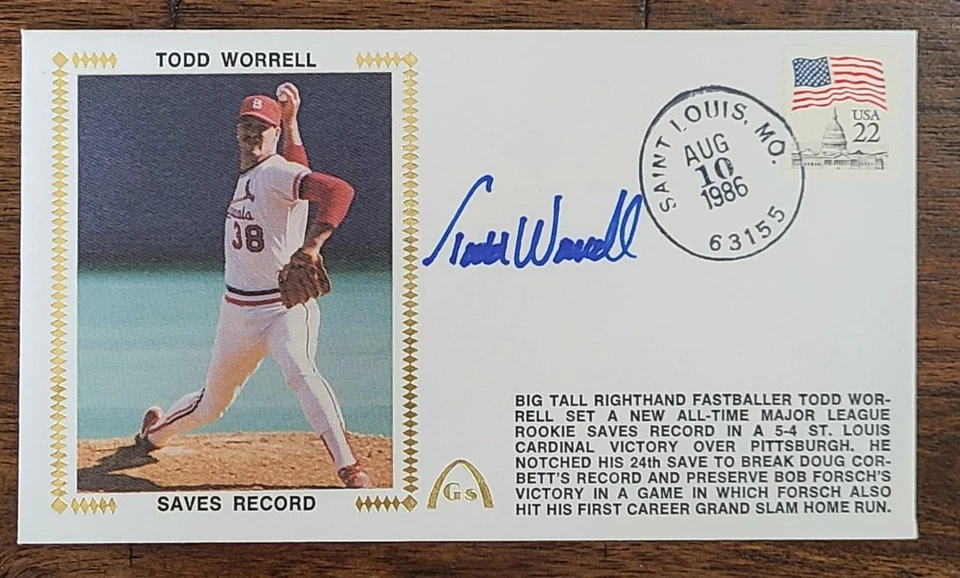 TODD WORRELL
B
Cardinals
38
SAVES RECORD
Todd Worrell
SAINT LOUIS, MO.
AUG
10
1986
63155
USA
22
GS
BIG TALL RIGHTHAND FASTBALLER TODD WOR-
RELL SET A NEW ALL-TIME MAJOR LEAGUE
ROOKIE SAVES RECORD IN A 5-4 ST. LOUIS
CARDINAL VICTORY OVER PITTSBURGH. HE
NOTCHED HIS 24th SAVE TO BREAK DOUG COR-
BETT'S RECORD AND PRESERVE BOB FORSCH'S
VICTORY IN A GAME IN WHICH FORSCH ALSO
HIT HIS FIRST CAREER GRAND SLAM HOME RUN.